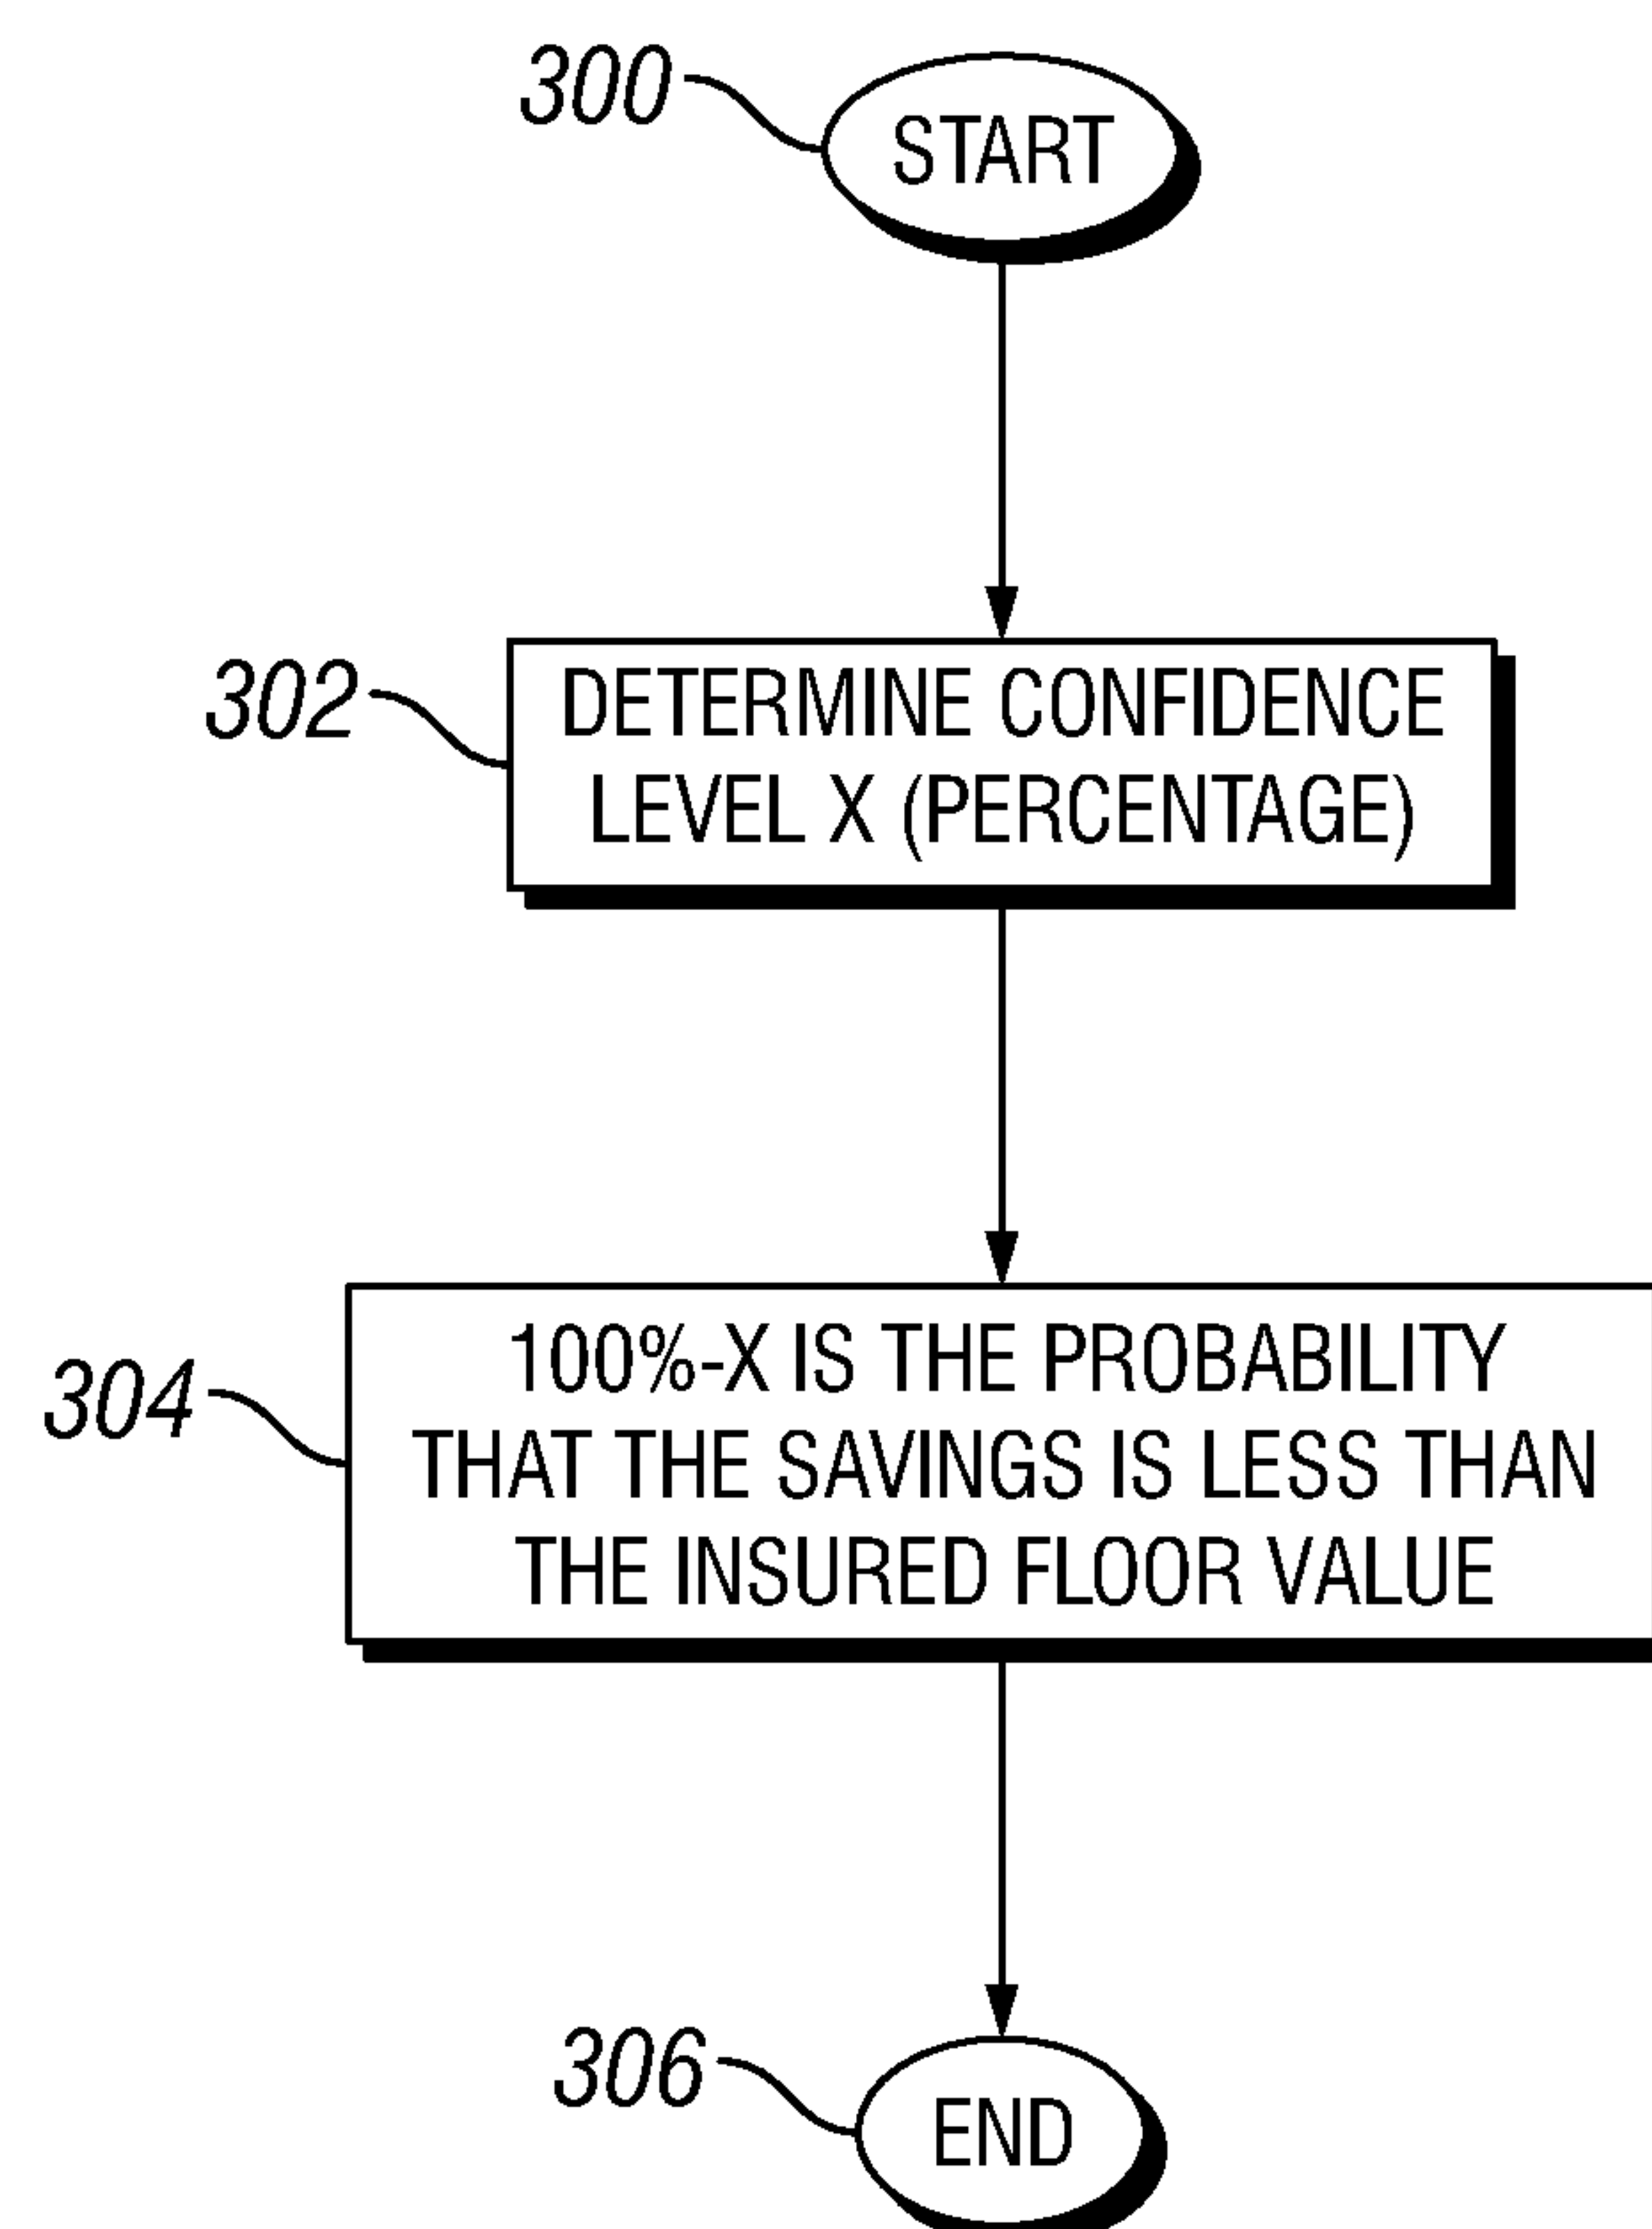 300
START
302
DETERMINE CONFIDENCE
LEVEL X (PERCENTAGE)
304
100%-X IS THE PROBABILITY
THAT THE SAVINGS IS LESS THAN
THE INSURED FLOOR VALUE
306
END